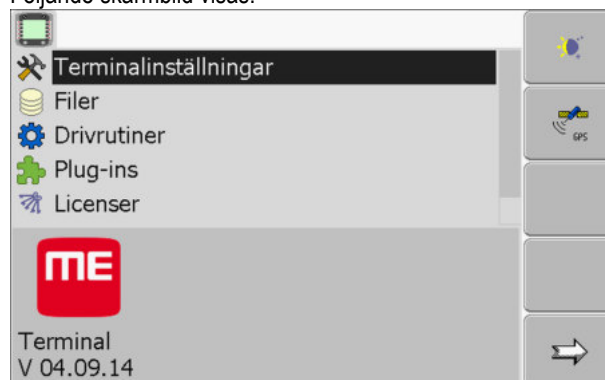 Följande skärmbild visas:
Terminalinställningar
Filer
Drivrutiner
GPS
Plug-ins
Licenser
ME
Terminal
V 04.09.14